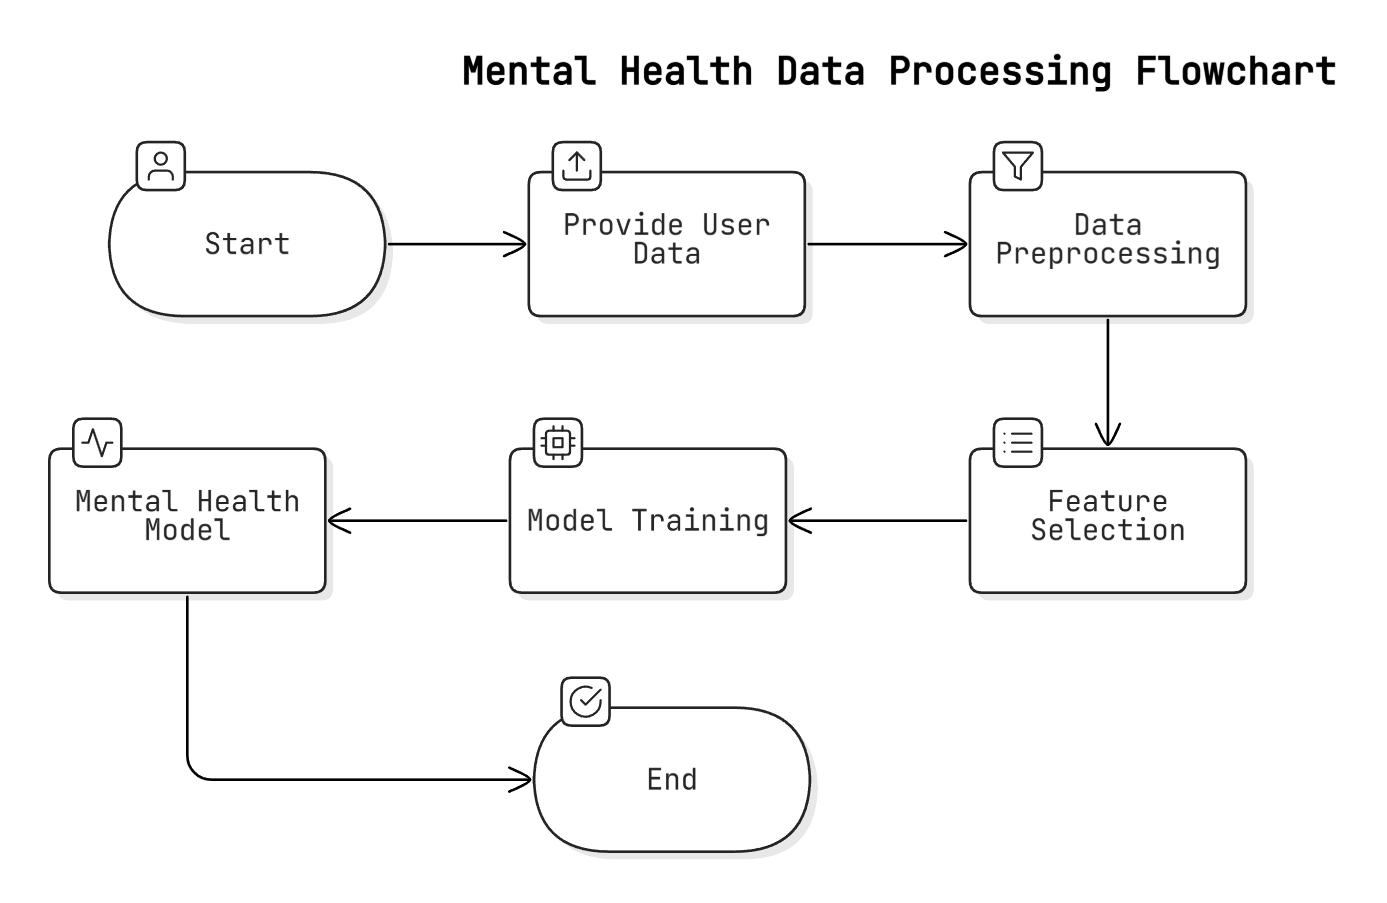 Mental Health Data Processing Flowchart
Start
Provide User
Data
Data
Preprocessing
Feature
Selection
Model Training
Mental Health
Model
End